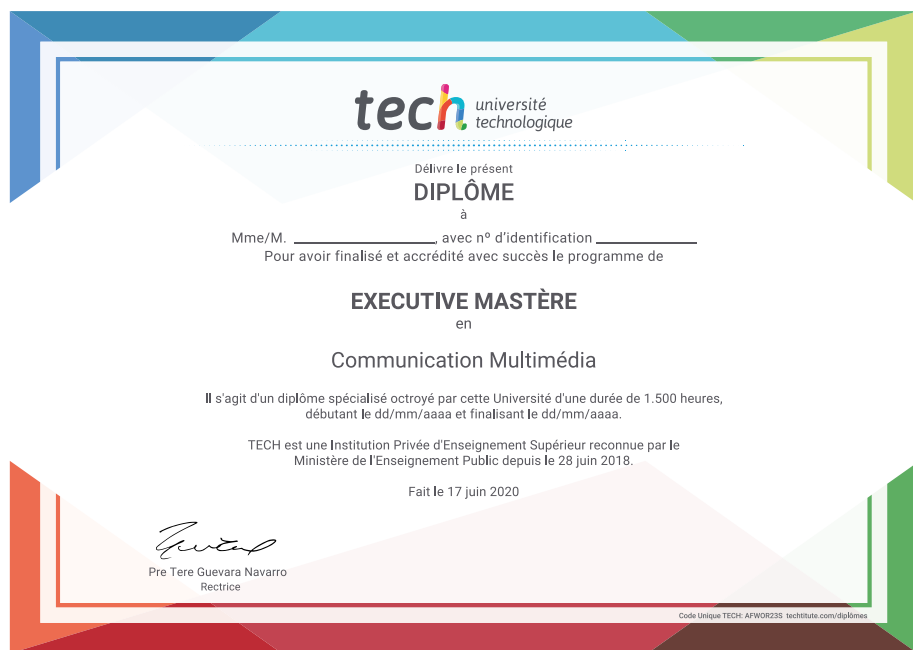 tech université
technologique
Délivre le présent
DIPLÔME
à
Mme/M. ____________, avec nº d'identification ____________
Pour avoir finalisé et accrédité avec succès le programme de
EXECUTIVE MASTÈRE
en
Communication Multimédia
Il s'agit d'un diplôme spécialisé octroyé par cette Université d'une durée de 1.500 heures,
débutant le dd/mm/aaaa et finalisant le dd/mm/aaaa.
TECH est une Institution Privée d'Enseignement Supérieur reconnue par le
Ministère de l'Enseignement Public depuis le 28 juin 2018.
Fait le 17 juin 2020
Pre Tere Guevara Navarro
Rectrice
Code Unique TECH: AFWOR23S techtitute.com/diplômes